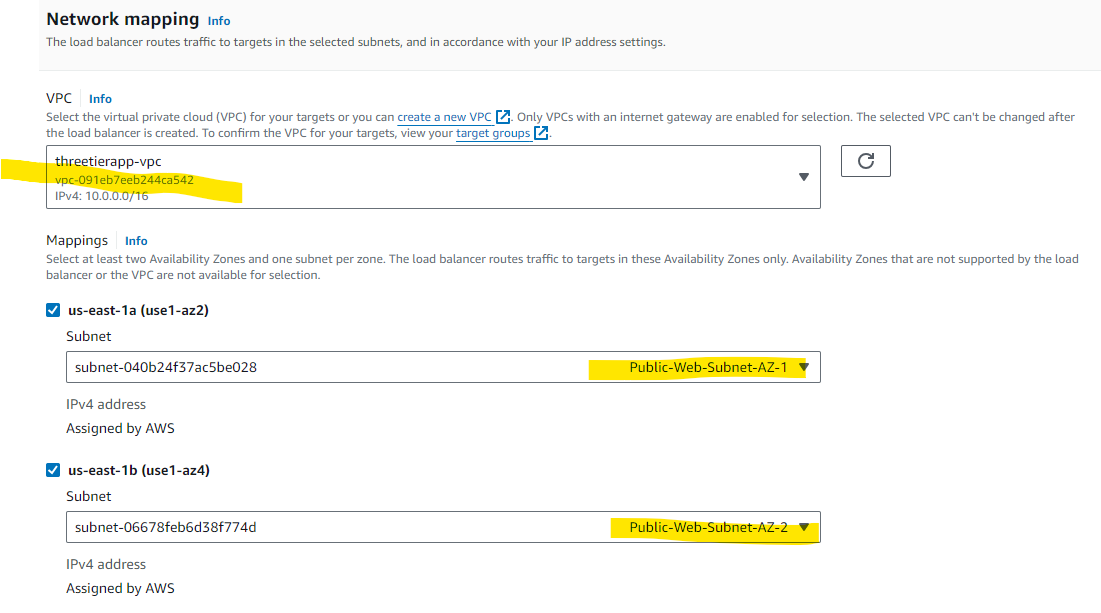 Network mapping Info
The load balancer routes traffic to targets in the selected subnets, and in accordance with your IP address settings.
VPC Info
Select the virtual private cloud (VPC) for your targets or you can create a new VPC. Only VPCs with an internet gateway are enabled for selection. The selected VPC can't be changed after
the load balancer is created. To confirm the VPC for your targets, view your target groups.
threetierapp-vpc
vpc-091eb7eeb244ca542
IPv4: 10.0.0.0/16
Mappings Info
Select at least two Availability Zones and one subnet per zone. The load balancer routes traffic to targets in these Availability Zones only. Availability Zones that are not supported by the load
balancer or the VPC are not available for selection.
us-east-1a (use1-az2)
Subnet
subnet-040b24f37ac5be028 Public-Web-Subnet-AZ-1
IPv4 address
Assigned by AWS
us-east-1b (use1-az4)
Subnet
subnet-06678feb6d38f774d Public-Web-Subnet-AZ-2
IPv4 address
Assigned by AWS